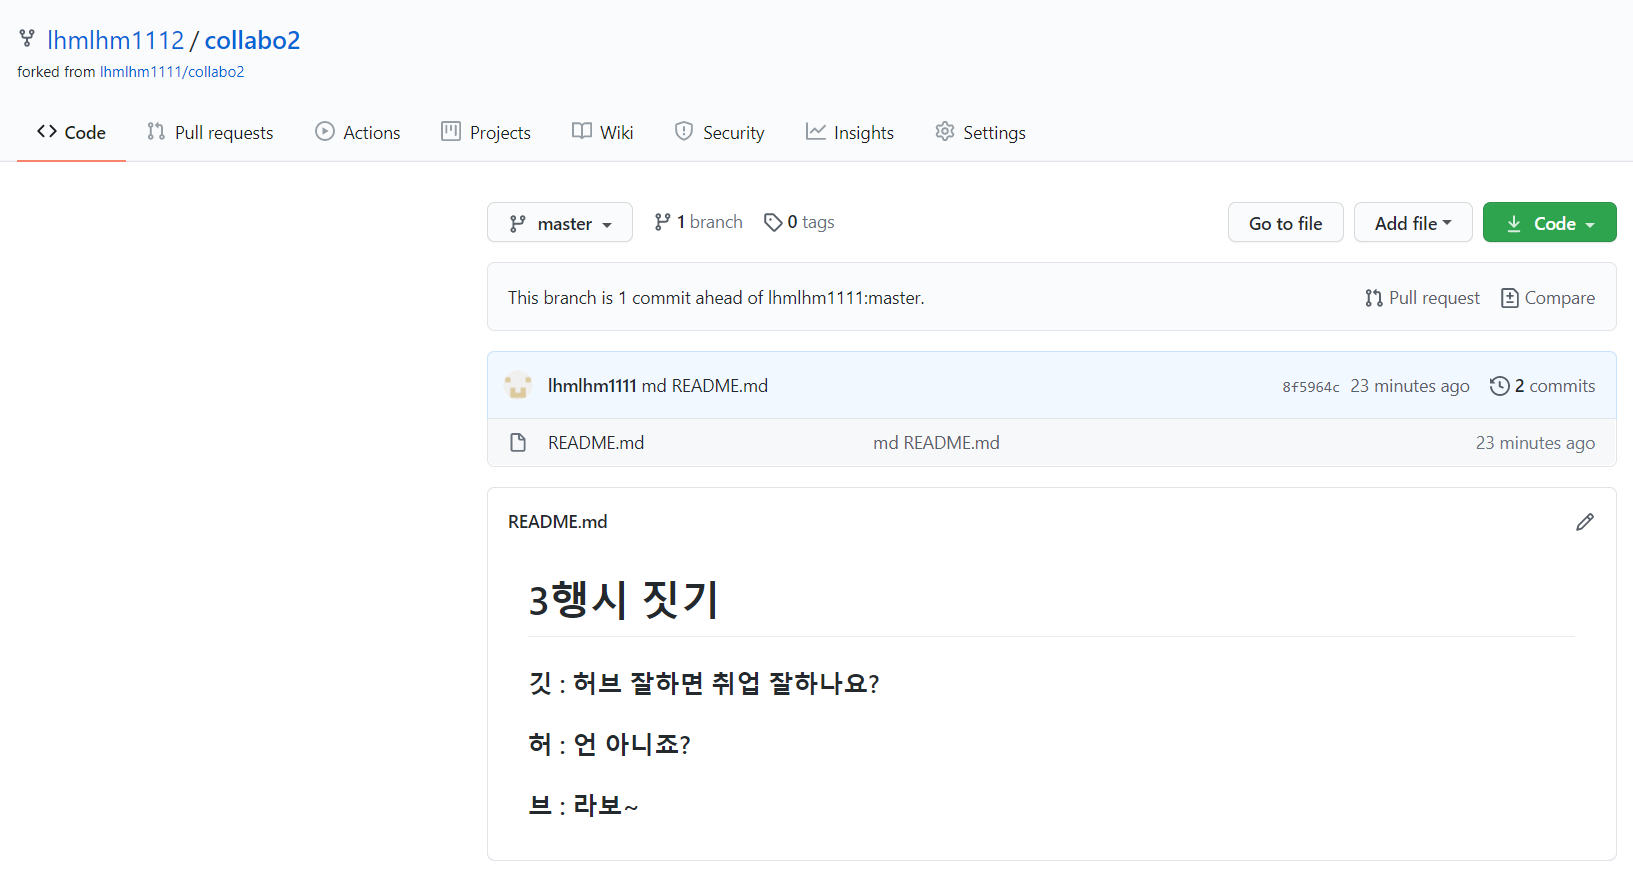 lhmlhm1112 / collabo2
forked from lhmlhm1111/collabo2
Code Pull requests Actions Projects Wiki Security Insights Settings
master 1 branch 0 tags Go to file Add file Code
This branch is 1 commit ahead of lhmlhm1111:master. Pull request Compare
lhmlhm1111 md README.md 8f5964c 23 minutes ago 2 commits
README.md md README.md 23 minutes ago
README.md
3행시 짓기
깃 : 허브 잘하면 취업 잘하나요?
허 : 언 아니죠?
브 : 라보~